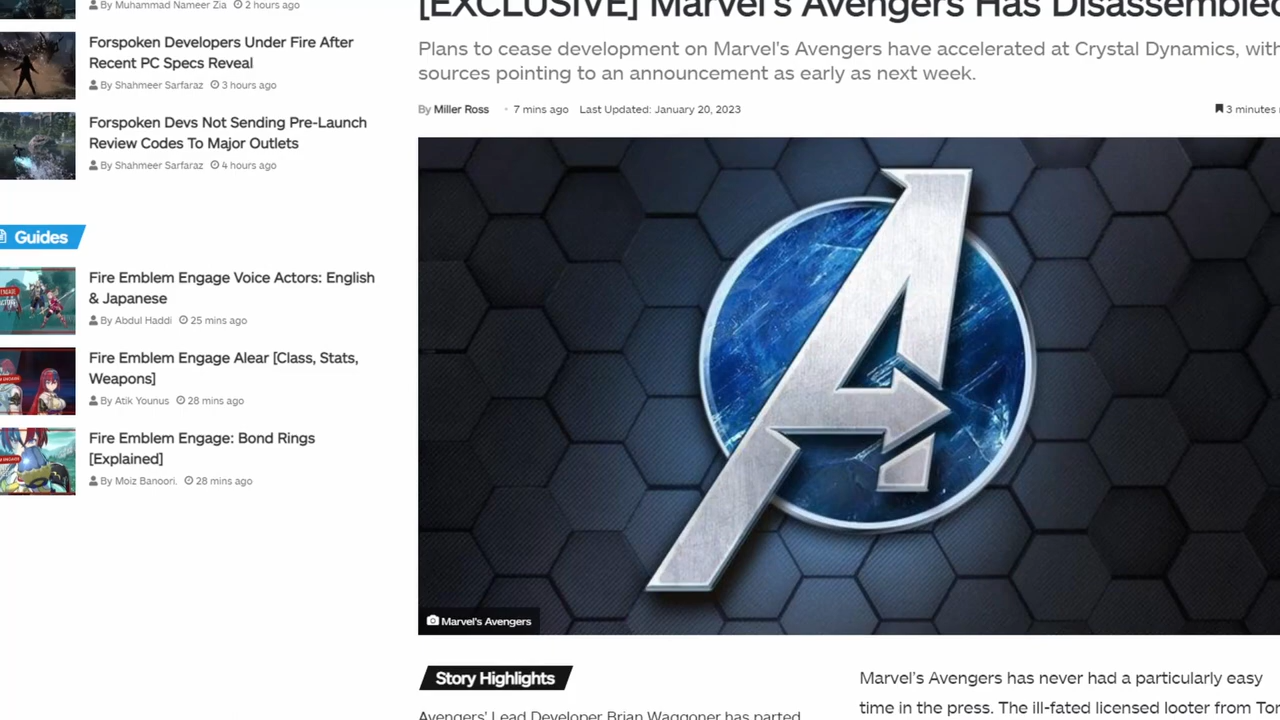 By Muhammad Nameer Zia 2 hours ago
Forspoken Developers Under Fire After
Recent PC Specs Reveal
By Shahmeer Sarfaraz 3 hours ago
Forspoken Devs Not Sending Pre-Launch
Review Codes To Major Outlets
By Shahmeer Sarfaraz 4 hours ago
Guides
Fire Emblem Engage Voice Actors: English
& Japanese
By Abdul Haddi 25 mins ago
Fire Emblem Engage Alear [Class, Stats,
Weapons]
By Atik Younus 28 mins ago
Fire Emblem Engage: Bond Rings
[Explained]
By Moiz Banoori. 28 mins ago
[EXCLUSIVE] Marvel's Avengers Has Disassembled
Plans to cease development on Marvel's Avengers have accelerated at Crystal Dynamics, with
sources pointing to an announcement as early as next week.
By Miller Ross · 7 mins ago Last Updated: January 20, 2023
3 minutes
Marvel's Avengers
Story Highlights
Avengers' Lead Developer Brian Waggoner has parted
Marvel's Avengers has never had a particularly easy
time in the press. The ill-fated licensed looter from